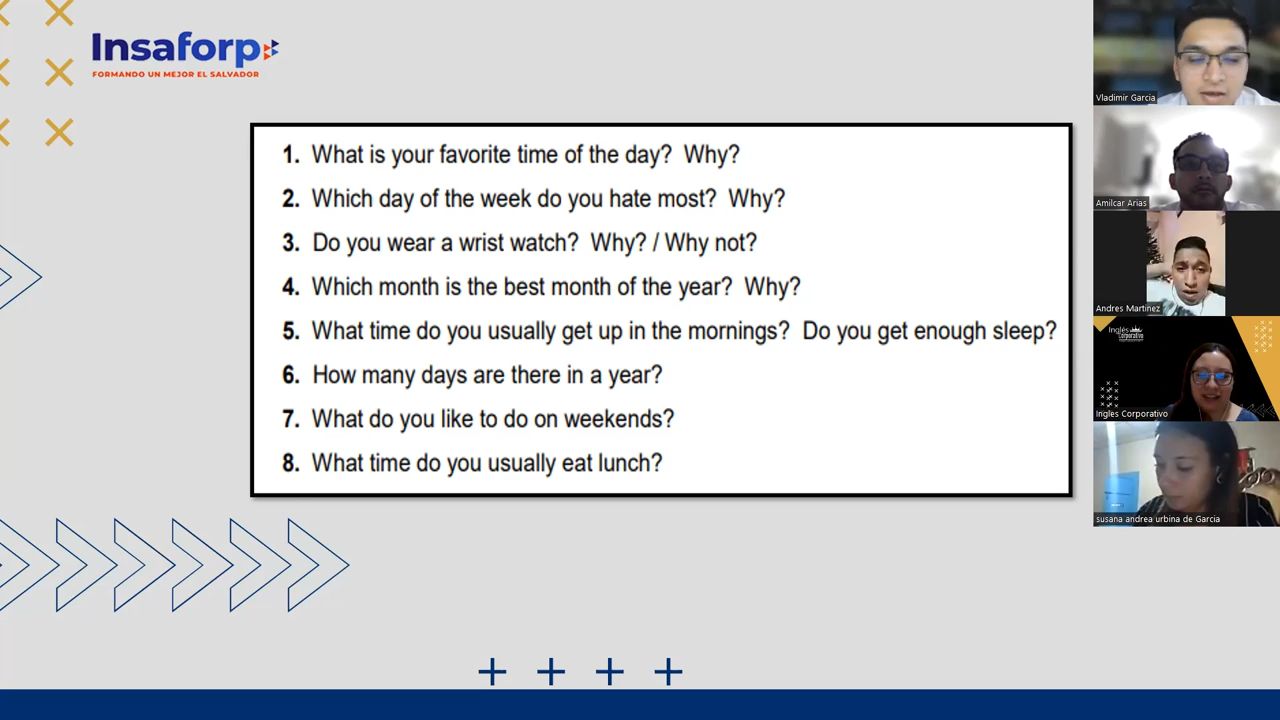 Insaforp
FORMANDO UN MEJOR EL SALVADOR
1. What is your favorite time of the day? Why?
2. Which day of the week do you hate most? Why?
3. Do you wear a wrist watch? Why? / Why not?
4. Which month is the best month of the year? Why?
5. What time do you usually get up in the mornings? Do you get enough sleep?
6. How many days are there in a year?
7. What do you like to do on weekends?
8. What time do you usually eat lunch?
Vladimir Garcia
Amilcar Arias
Andres Martinez
Inglés
Corporativo
Ingles Corporativo
susana andrea urbina de Garcia